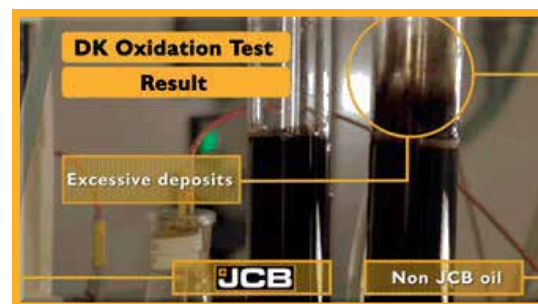 DK Oxidation Test
Result
Excessive deposits
JCB
Non JCB oil